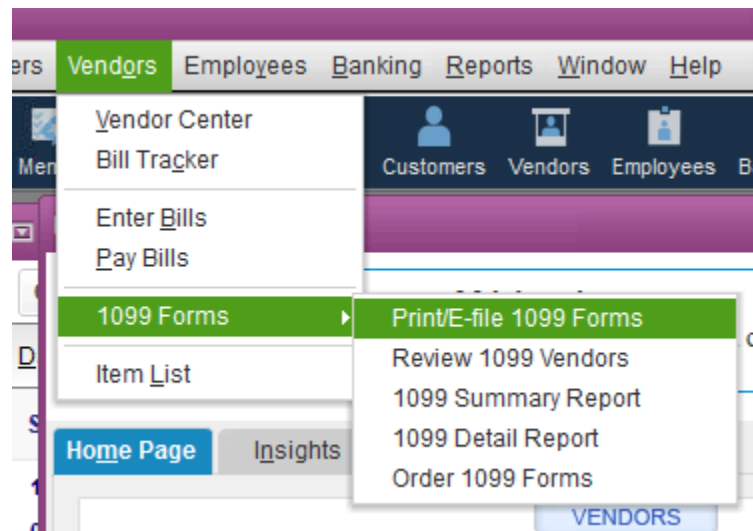 Vendors Employees Banking Reports Window Help
Vendor Center
Bill Tracker
Customers Vendors Employees
Enter Bills
Pay Bills
1099 Forms
Print/E-file 1099 Forms
Review 1099 Vendors
Item List
1099 Summary Report
1099 Detail Report
Home Page Insights
Order 1099 Forms
VENDORS